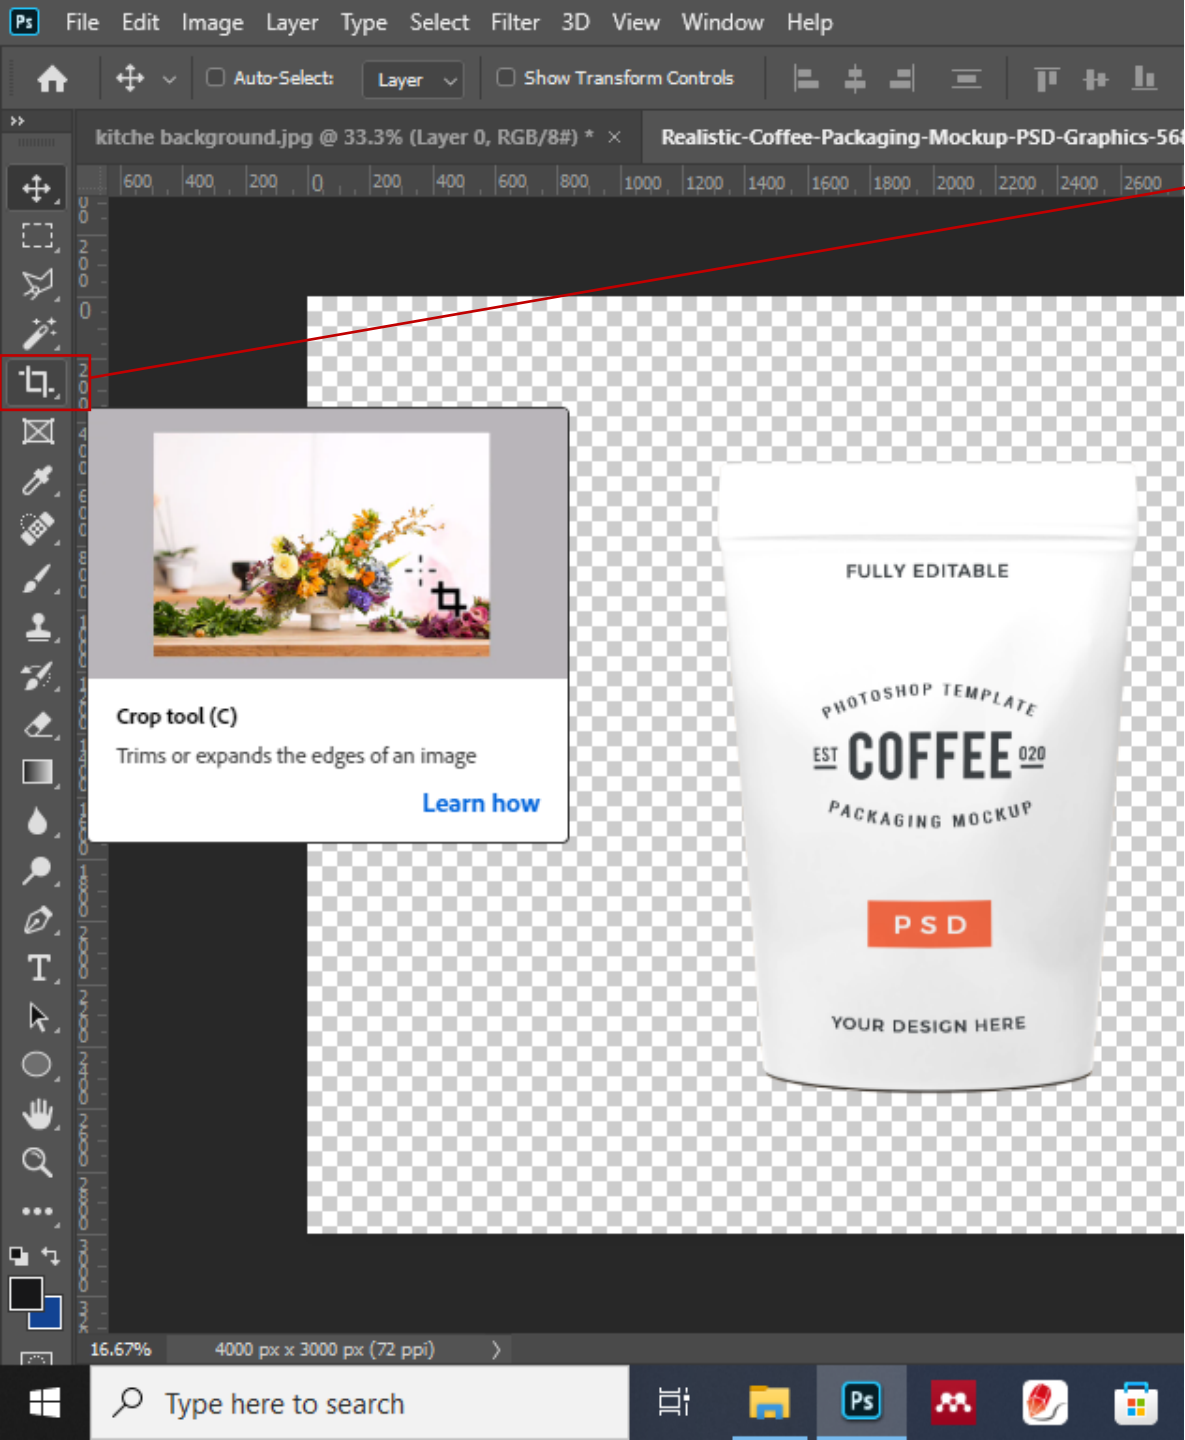 Ps File Edit Image Layer Type Select Filter 3D View Window Help
Auto-Select: Layer Show Transform Controls
kitche background.jpg @ 33.3% (Layer 0, RGB/8#) * × Realistic-Coffee-Packaging-Mockup-PSD-Graphics-568
600 400 200 0 200 400 600 800 1000 1200 1400 1600 1800 2000 2200 2400 2600
FULLY EDITABLE
PHOTOSHOP TEMPLATE
EST COFFEE 020
PACKAGING MOCKUP
PSD
YOUR DESIGN HERE
Crop tool (C)
Trims or expands the edges of an image
Learn how
16.67% 4000 px x 3000 px (72 ppi)
Type here to search
Ps